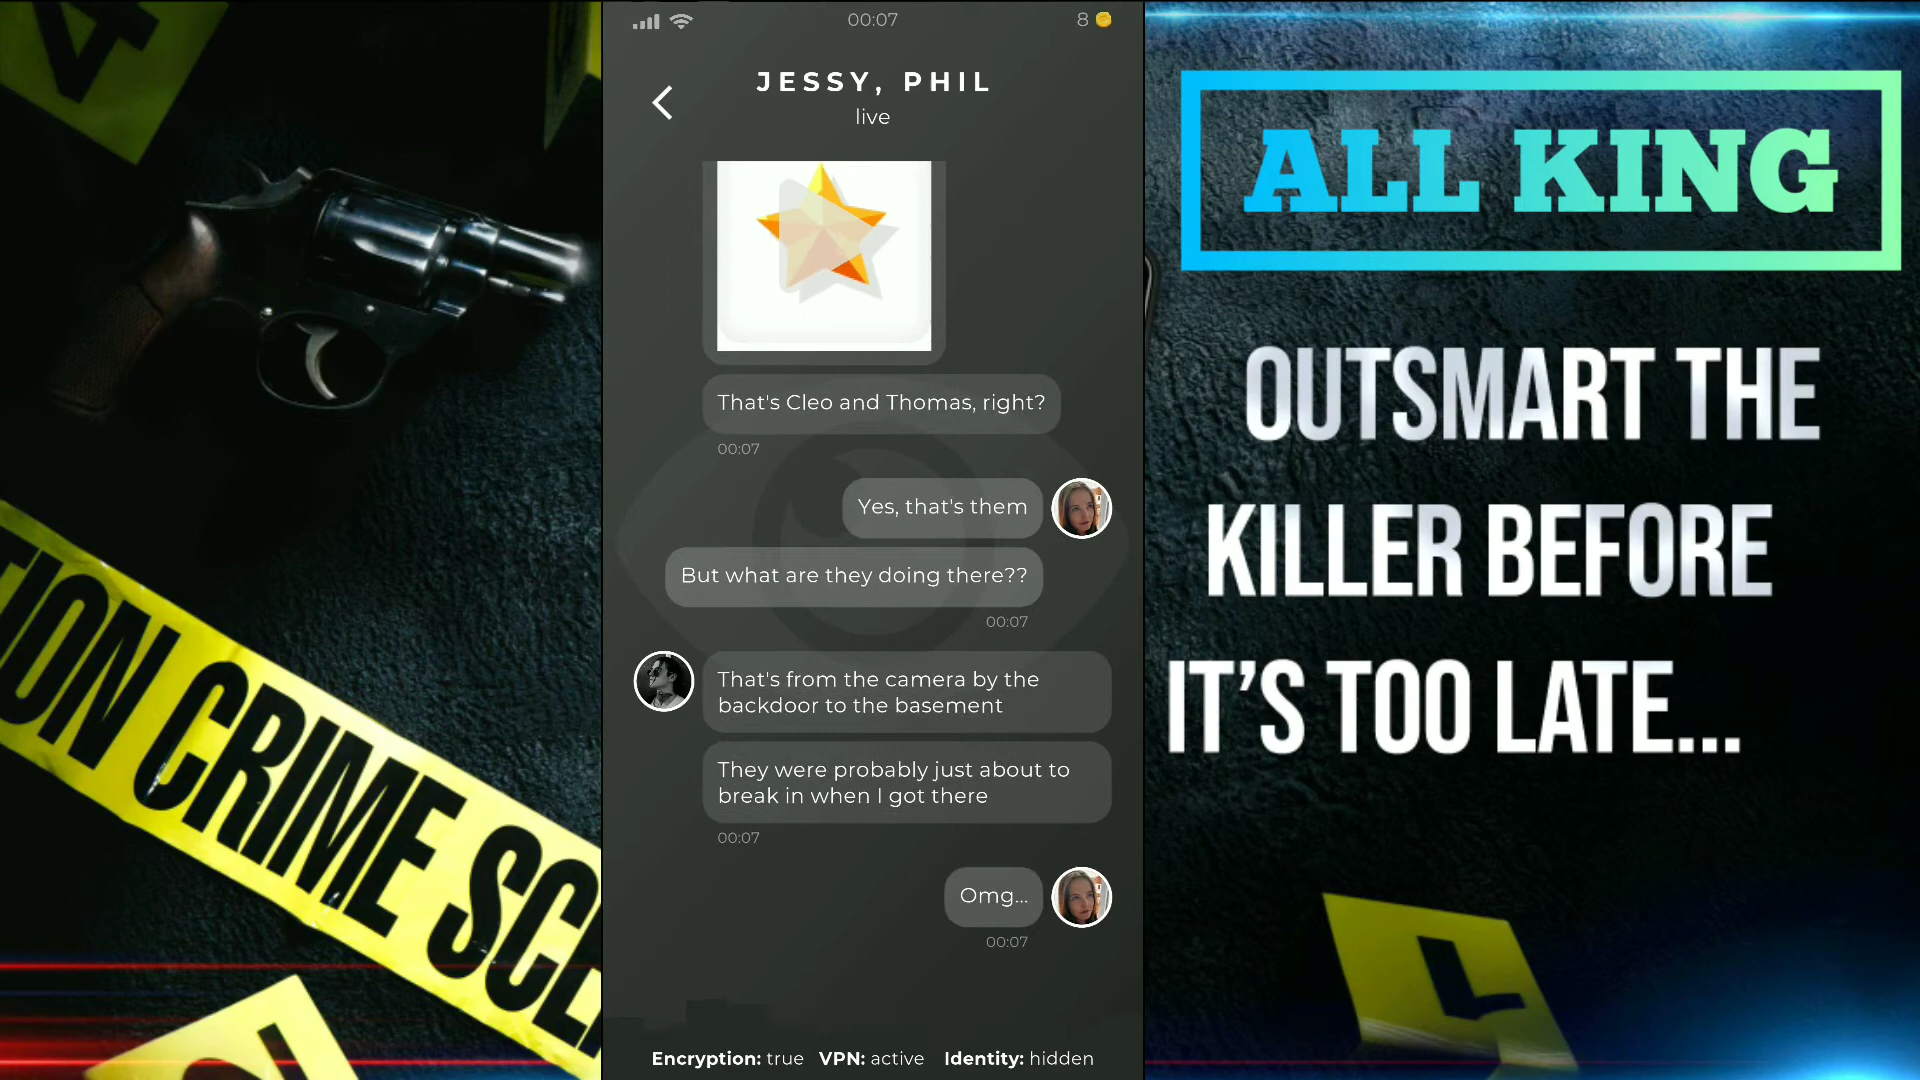 00:07
8
JESSY, PHIL
live
That's Cleo and Thomas, right?
00:07
Yes, that's them
But what are they doing there??
00:07
That's from the camera by the
backdoor to the basement
They were probably just about to
break in when I got there
00:07
Omg...
00:07
Encryption: true VPN: active Identity: hidden
ALL KING
OUTSMART THE
KILLER BEFORE
IT'S TOO LATE...
CRIME